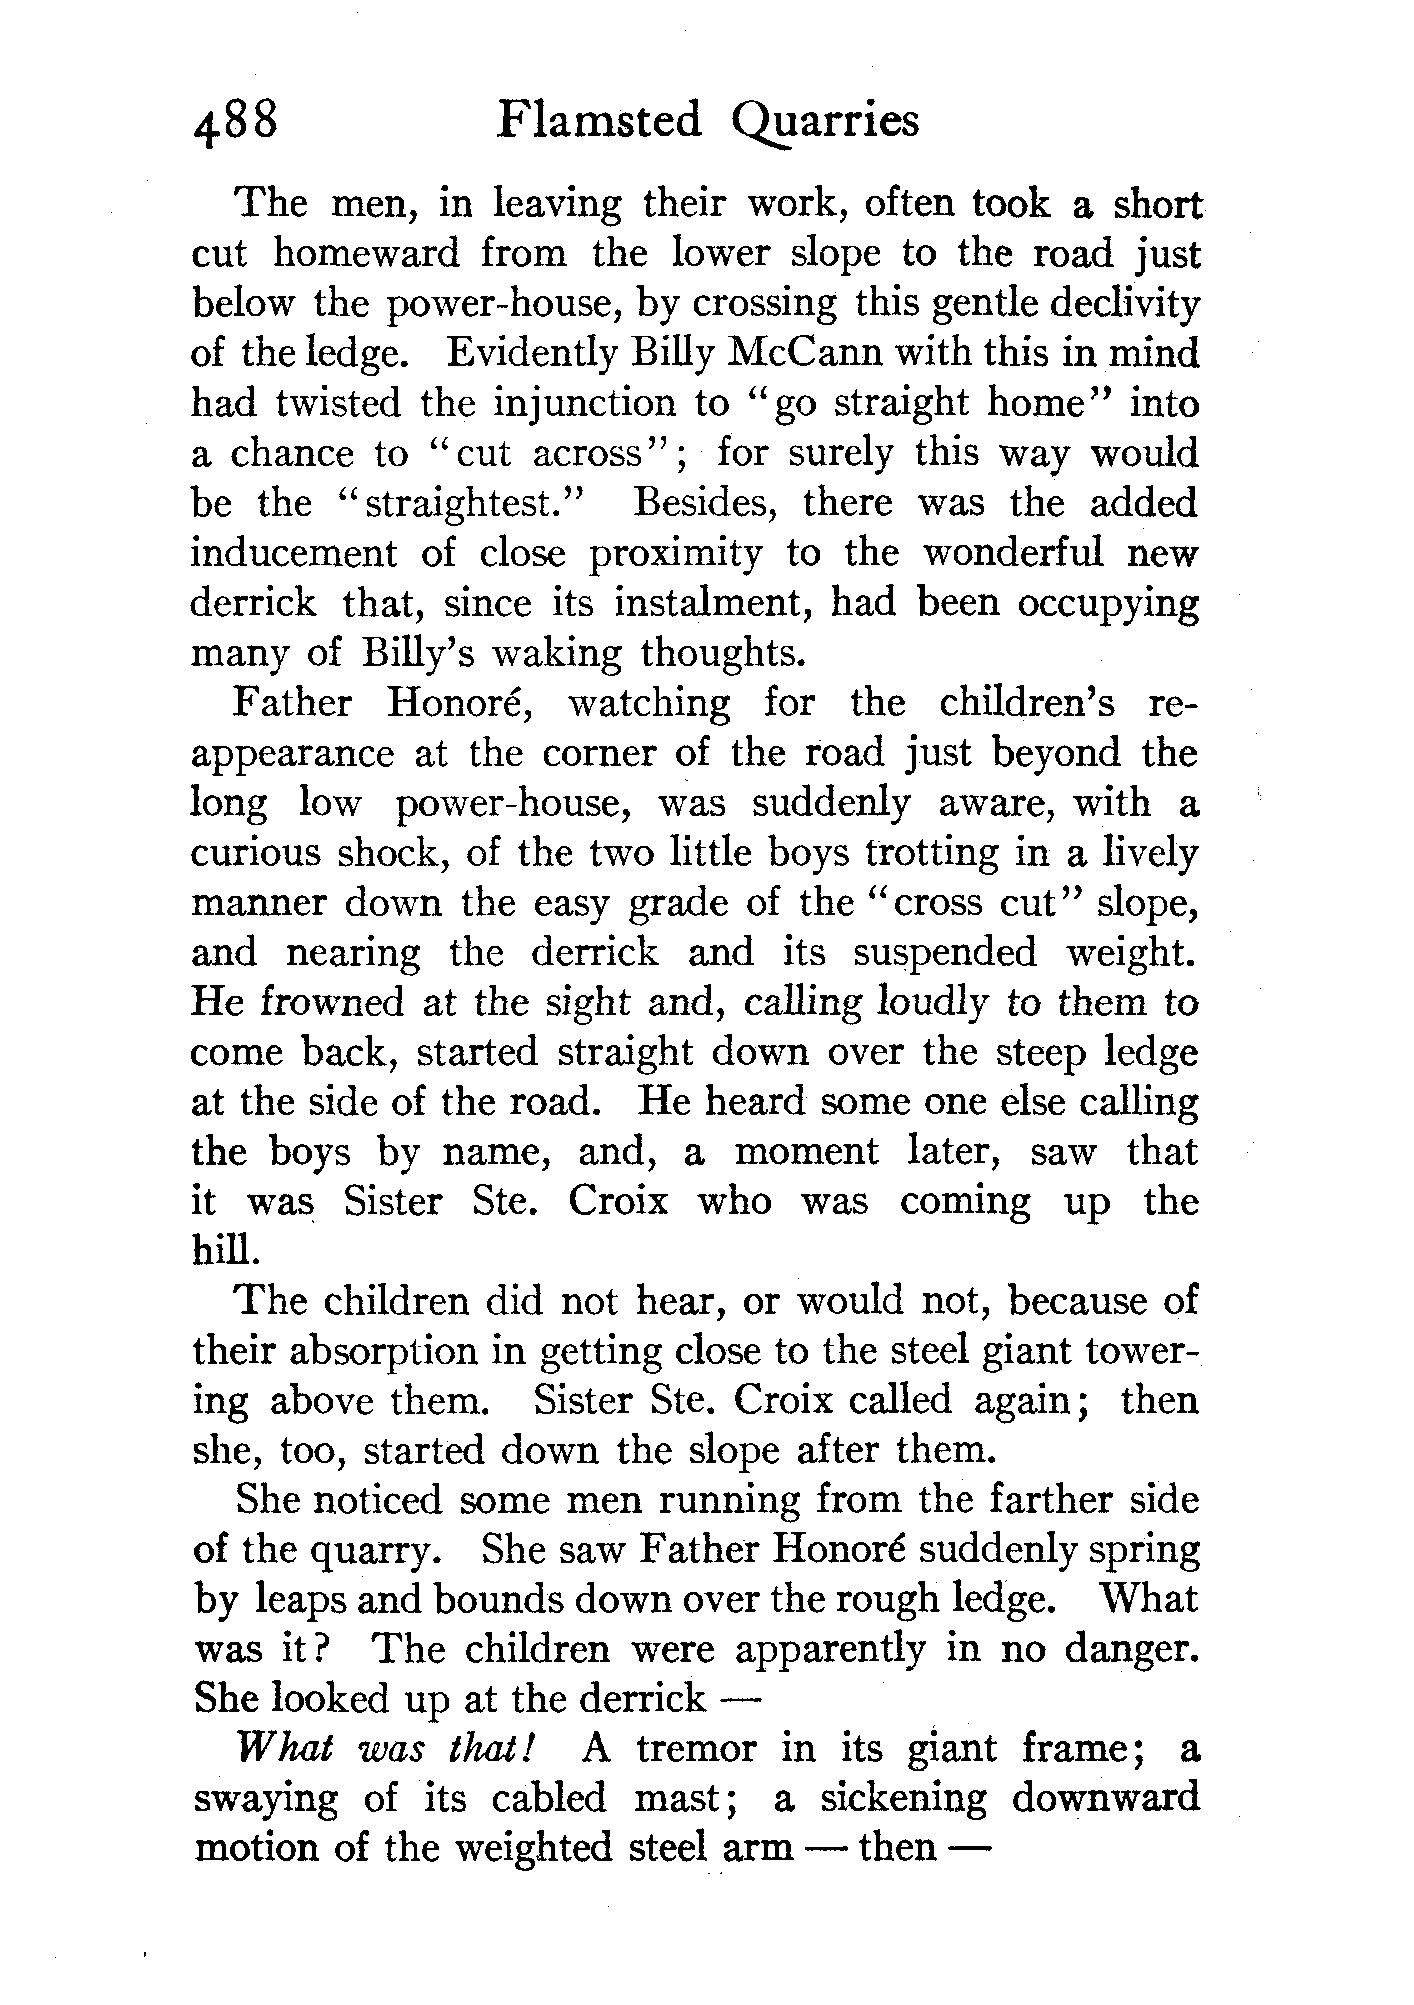 488 Flamsted Quarries
The men, in leaving their work, often took a short
cut homeward from the lower slope to the road just
below the power-house, by crossing this gentle declivity
of the ledge. Evidently Billy McCann with this in mind
had twisted the injunction to "go straight home" into
a chance to "cut across"; for surely this way would
be the "straightest." Besides, there was the added
inducement of close proximity to the wonderful new
derrick that, since its instalment, had been occupying
many of Billy's waking thoughts.
Father Honoré, watching for the children's re-
appearance at the corner of the road just beyond the
long low power-house, was suddenly aware, with a
curious shock, of the two little boys trotting in a lively
manner down the easy grade of the "cross cut" slope,
and nearing the derrick and its suspended weight.
He frowned at the sight and, calling loudly to them to
come back, started straight down over the steep ledge
at the side of the road. He heard some one else calling
the boys by name, and, a moment later, saw that
it was Sister Ste. Croix who was coming up the
hill.
The children did not hear, or would not, because of
their absorption in getting close to the steel giant tower-
ing above them. Sister Ste. Croix called again; then
she, too, started down the slope after them.
She noticed some men running from the farther side
of the quarry. She saw Father Honoré suddenly spring
by leaps and bounds down over the rough ledge. What
was it? The children were apparently in no danger.
She looked up at the derrick —
What was that! A tremor in its giant frame; a
swaying of its cabled mast; a sickening downward
motion of the weighted steel arm — then —